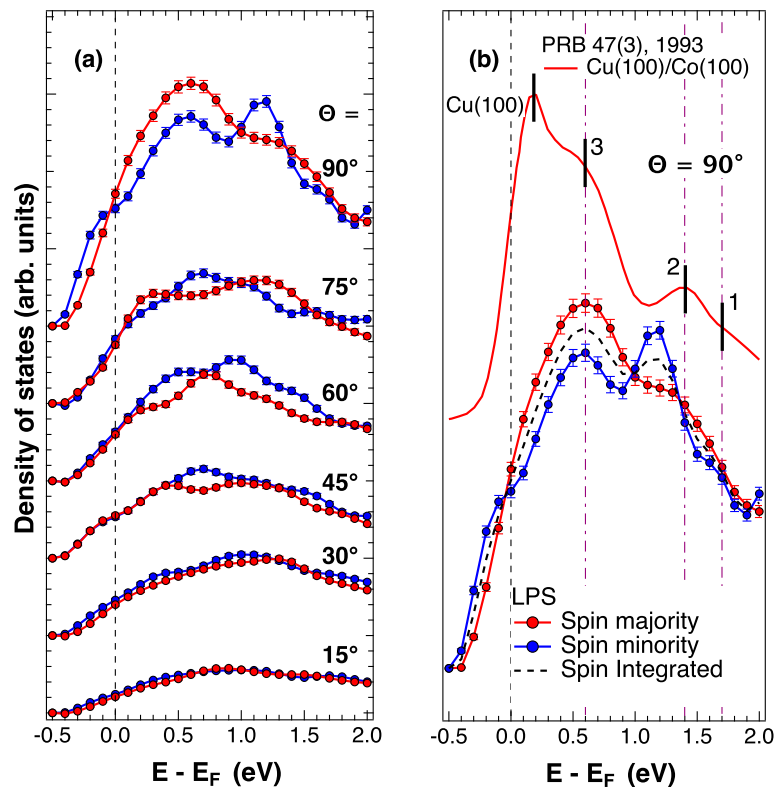 (a)
Θ =
90°
75°
60°
45°
30°
15°
Density of states (arb. units)
-0.5 0.0 0.5 1.0 1.5 2.0
E - E_F (eV)
(b)
PRB 47(3), 1993
Cu(100)/Co(100)
Cu(100)
3
Θ = 90°
2
1
LPS
Spin majority
Spin minority
Spin Integrated
-0.5 0.0 0.5 1.0 1.5 2.0
E - E_F (eV)